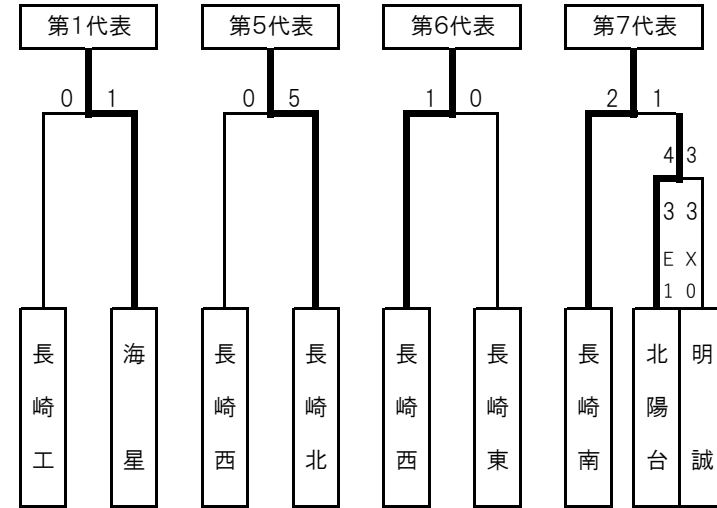 第1代表 第5代表 第6代表 第7代表
0 1 0 5 1 0 2 1
4 3
3 3
E X
1 0
長崎工
海星
長崎西
長崎北
長崎西
長崎東
長崎南
北陽台
明誠